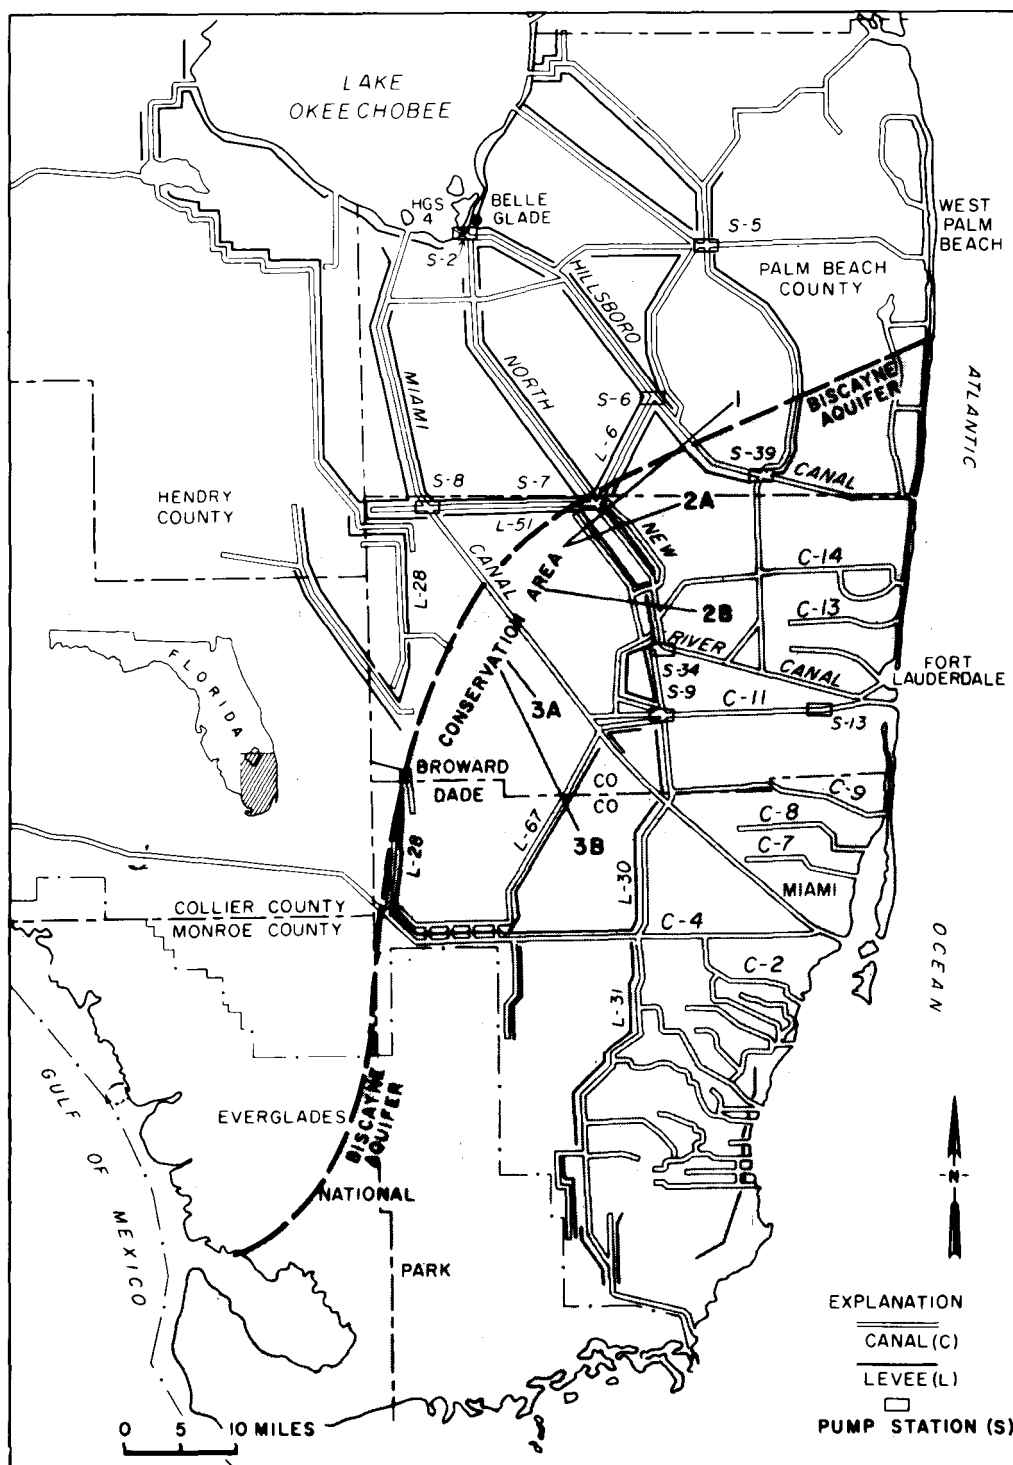 LAKE
OKEECHOBEE
HGS
4
BELLE
GLADE
S-2
S-5
WEST
PALM
BEACH
PALM BEACH
COUNTY
HILLSBORO
MIAMI
NORTH
S-6
L-6
1
BISCAYNE
AQUIFER
ATLANTIC
S-39
CANAL
S-8
S-7
HENDRY
COUNTY
L-51
2A
NEW
CANAL
L-28
CONSERVATION AREA
C-14
2B
C-13
RIVER
CANAL
FLORIDA
S-34
FORT
LAUDERDALE
S-9
3A
C-11
S-13
BROWARD
DADE
CO
CO
C-9
C-8
L-67
3B
C-7
L-28
L-30
MIAMI
COLLIER COUNTY
MONROE COUNTY
C-4
OCEAN
C-2
L-31
GULF OF MEXICO
EVERGLADES
BISCAYNE
AQUIFER
NATIONAL
N
PARK
EXPLANATION
CANAL (C)
LEVEE (L)
PUMP STATION (S)
0 5 10 MILES